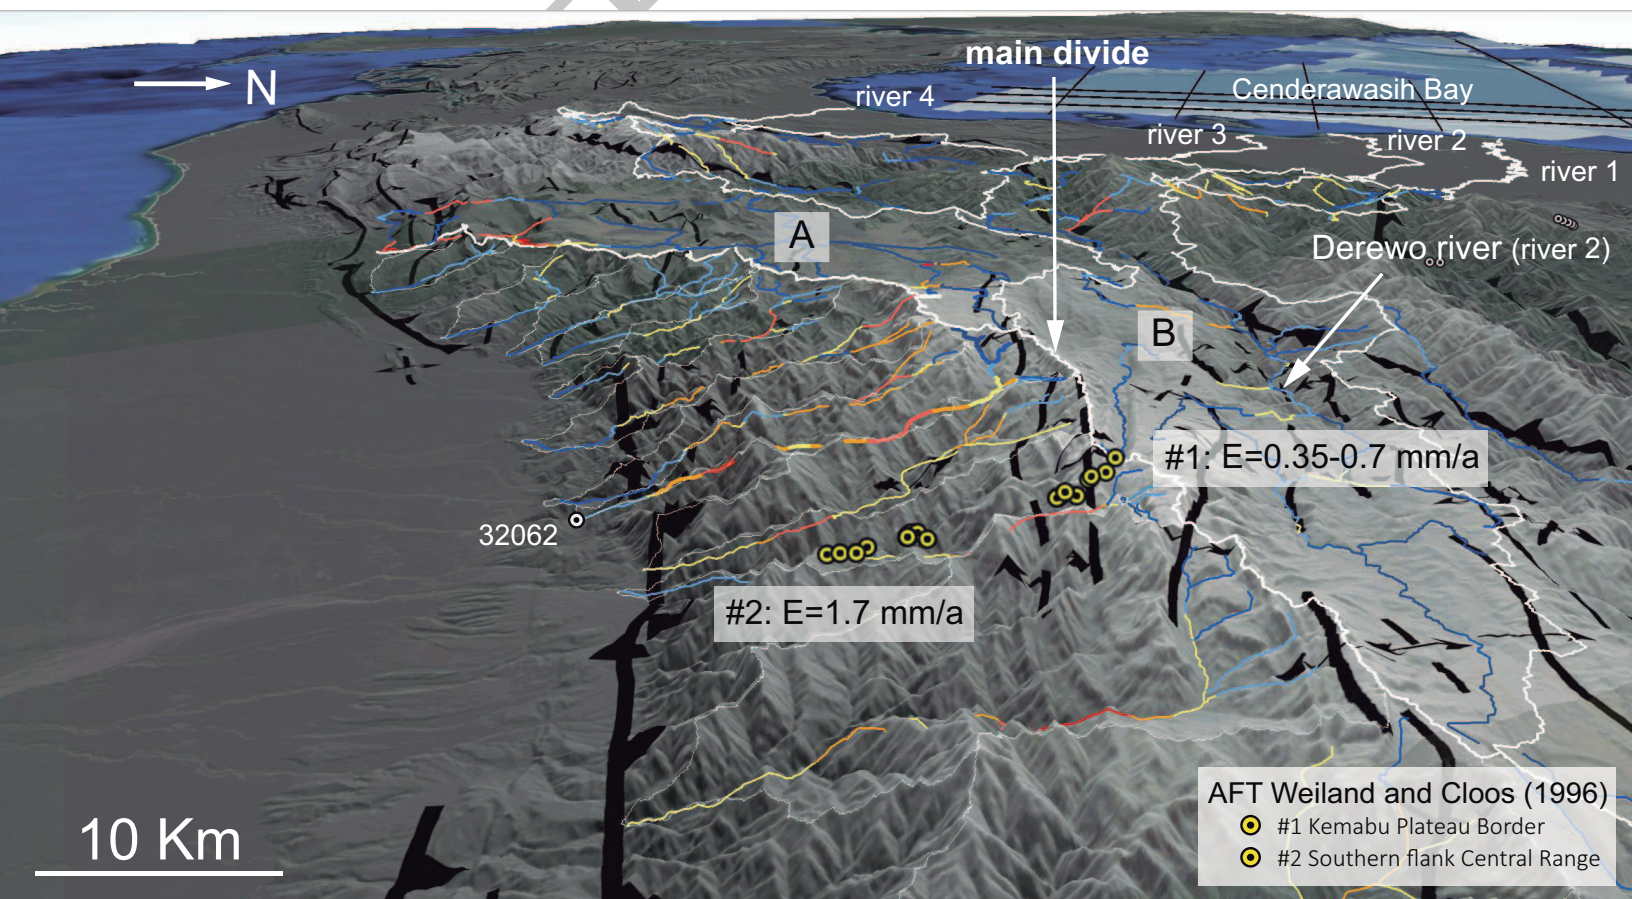 main divide
N
river 4
Cenderawasih Bay
river 3
river 2
river 1
A
Derewo river (river 2)
B
#1: E=0.35-0.7 mm/a
32062
#2: E=1.7 mm/a
AFT Weiland and Cloos (1996)
#1 Kemabu Plateau Border
#2 Southern flank Central Range
10 Km